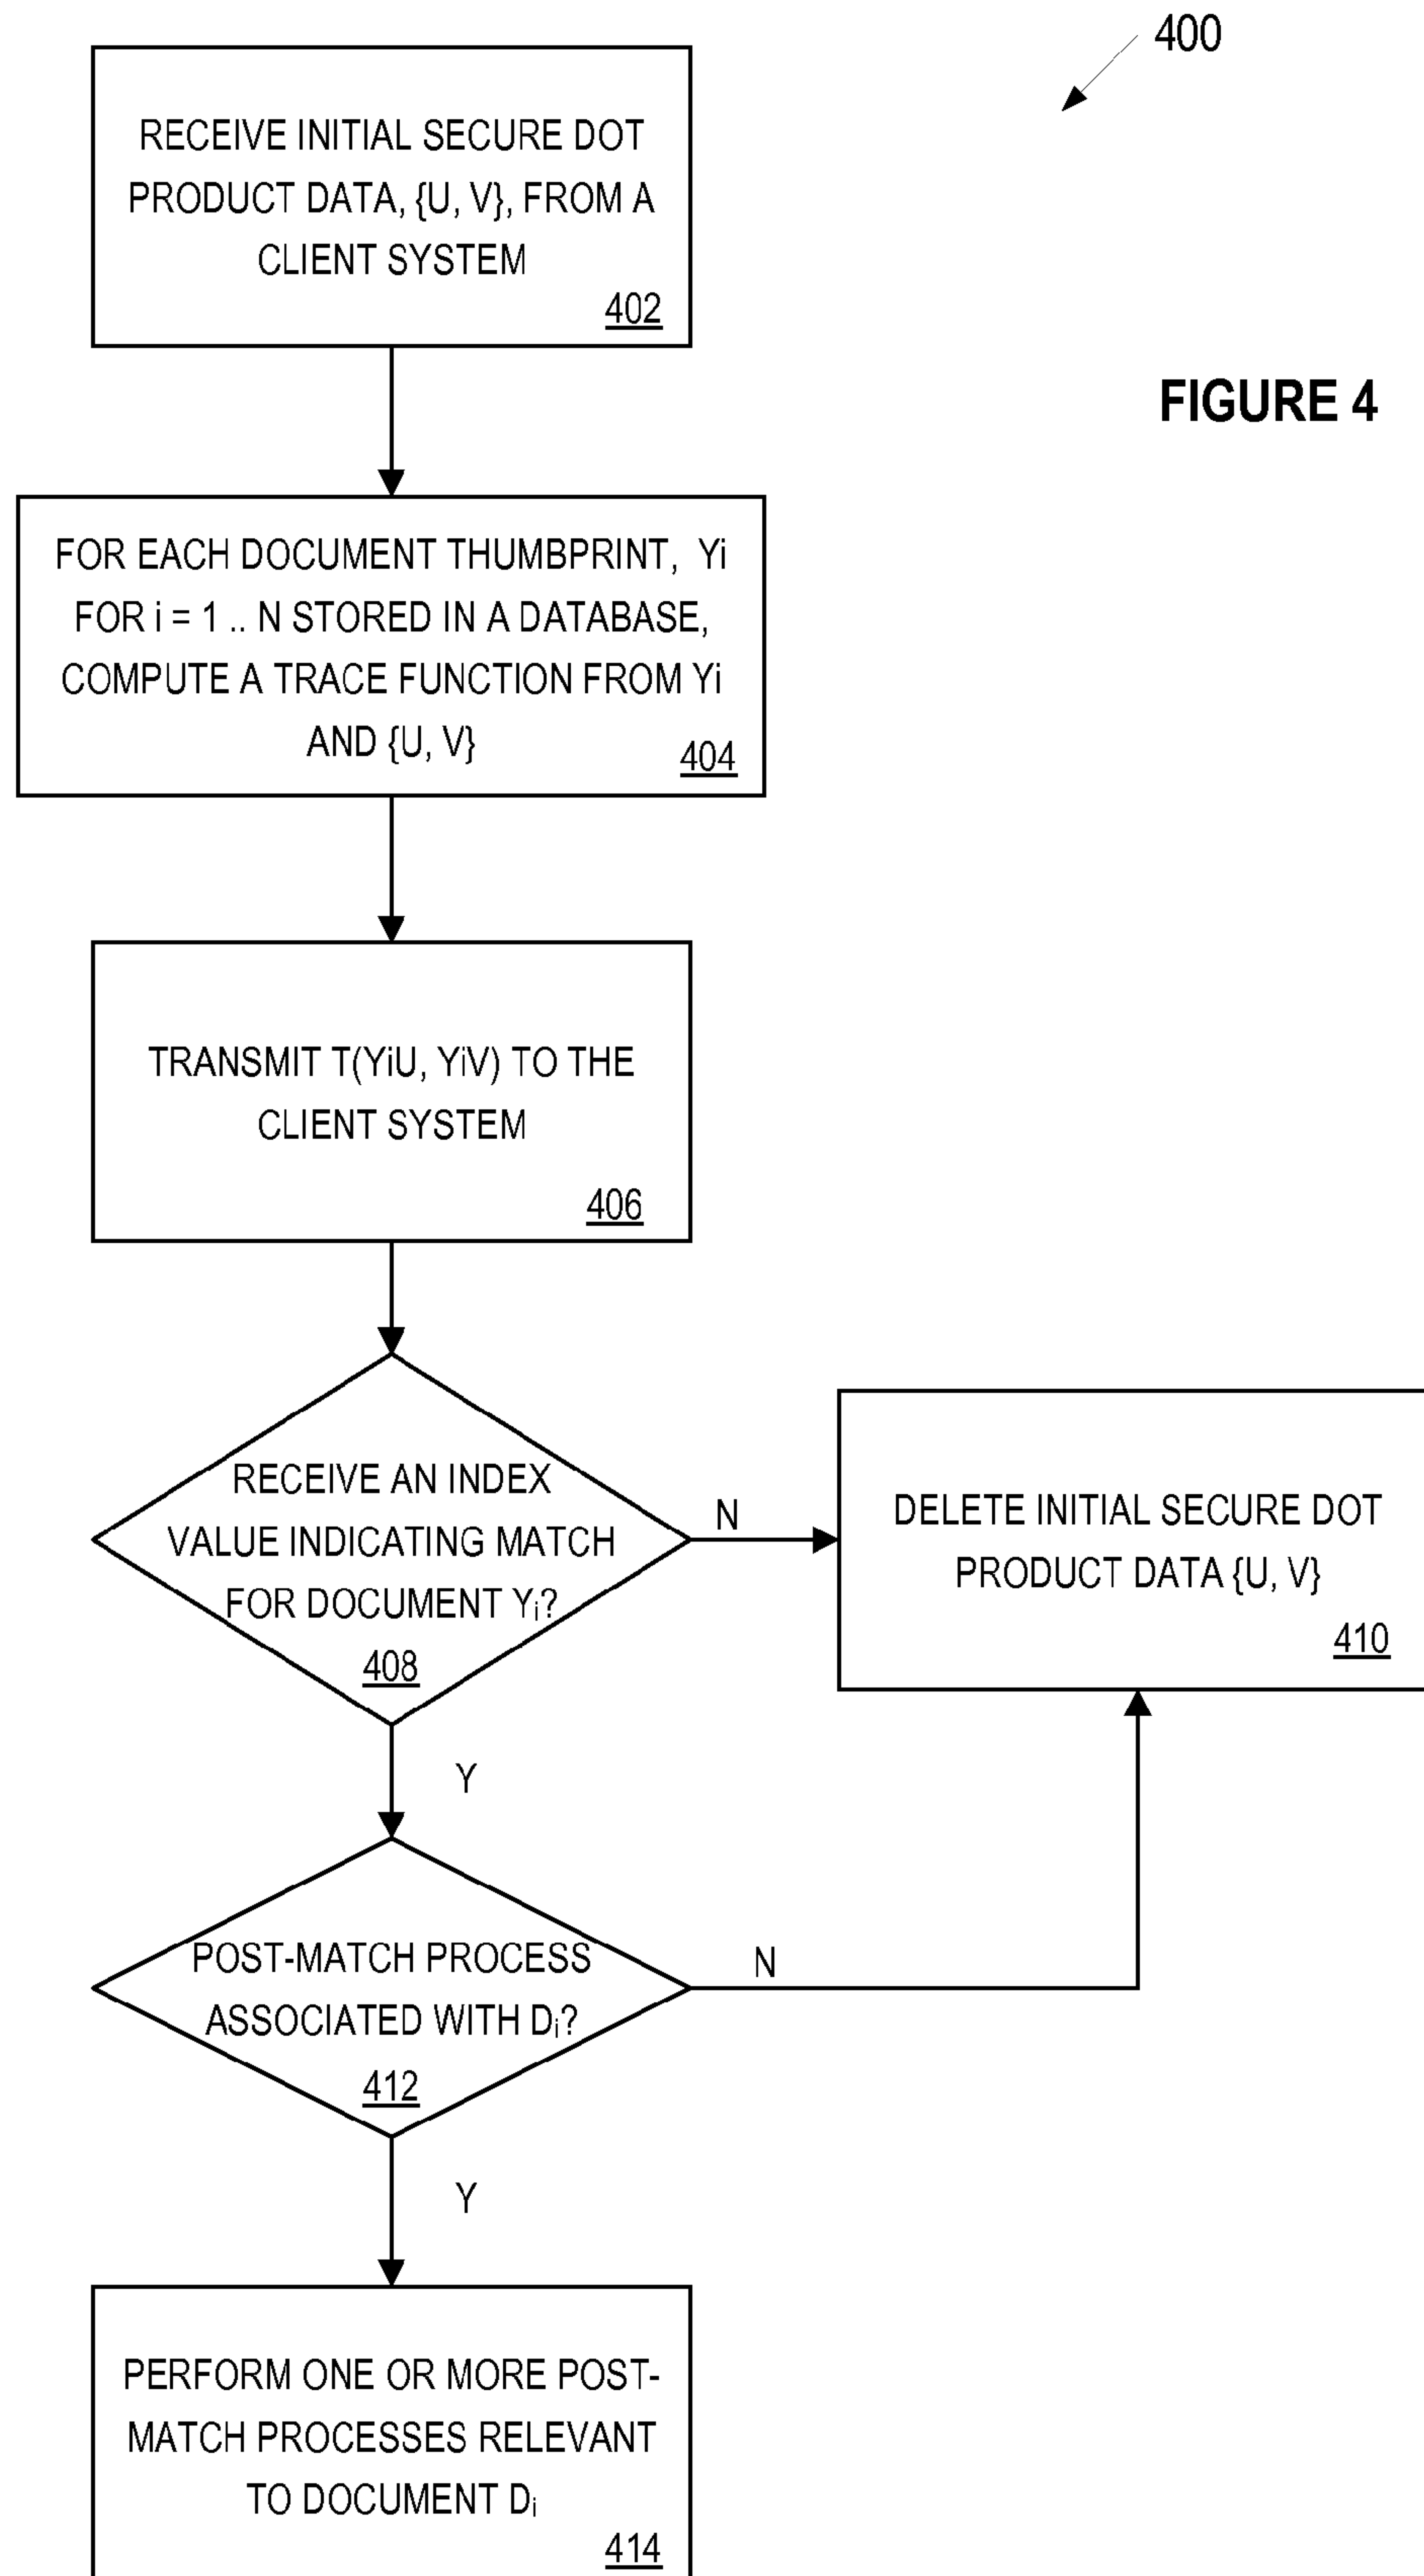 400
RECEIVE INITIAL SECURE DOT
PRODUCT DATA, {U, V}, FROM A
CLIENT SYSTEM
402
FIGURE 4
FOR EACH DOCUMENT THUMBPRINT, Yi
FOR i = 1 .. N STORED IN A DATABASE,
COMPUTE A TRACE FUNCTION FROM Yi
AND {U, V}
404
TRANSMIT T(YiU, YiV) TO THE
CLIENT SYSTEM
406
RECEIVE AN INDEX
VALUE INDICATING MATCH
FOR DOCUMENT Yi?
408
N
DELETE INITIAL SECURE DOT
PRODUCT DATA {U, V}
410
Y
POST-MATCH PROCESS
ASSOCIATED WITH Di?
412
N
Y
PERFORM ONE OR MORE POST-
MATCH PROCESSES RELEVANT
TO DOCUMENT Di
414